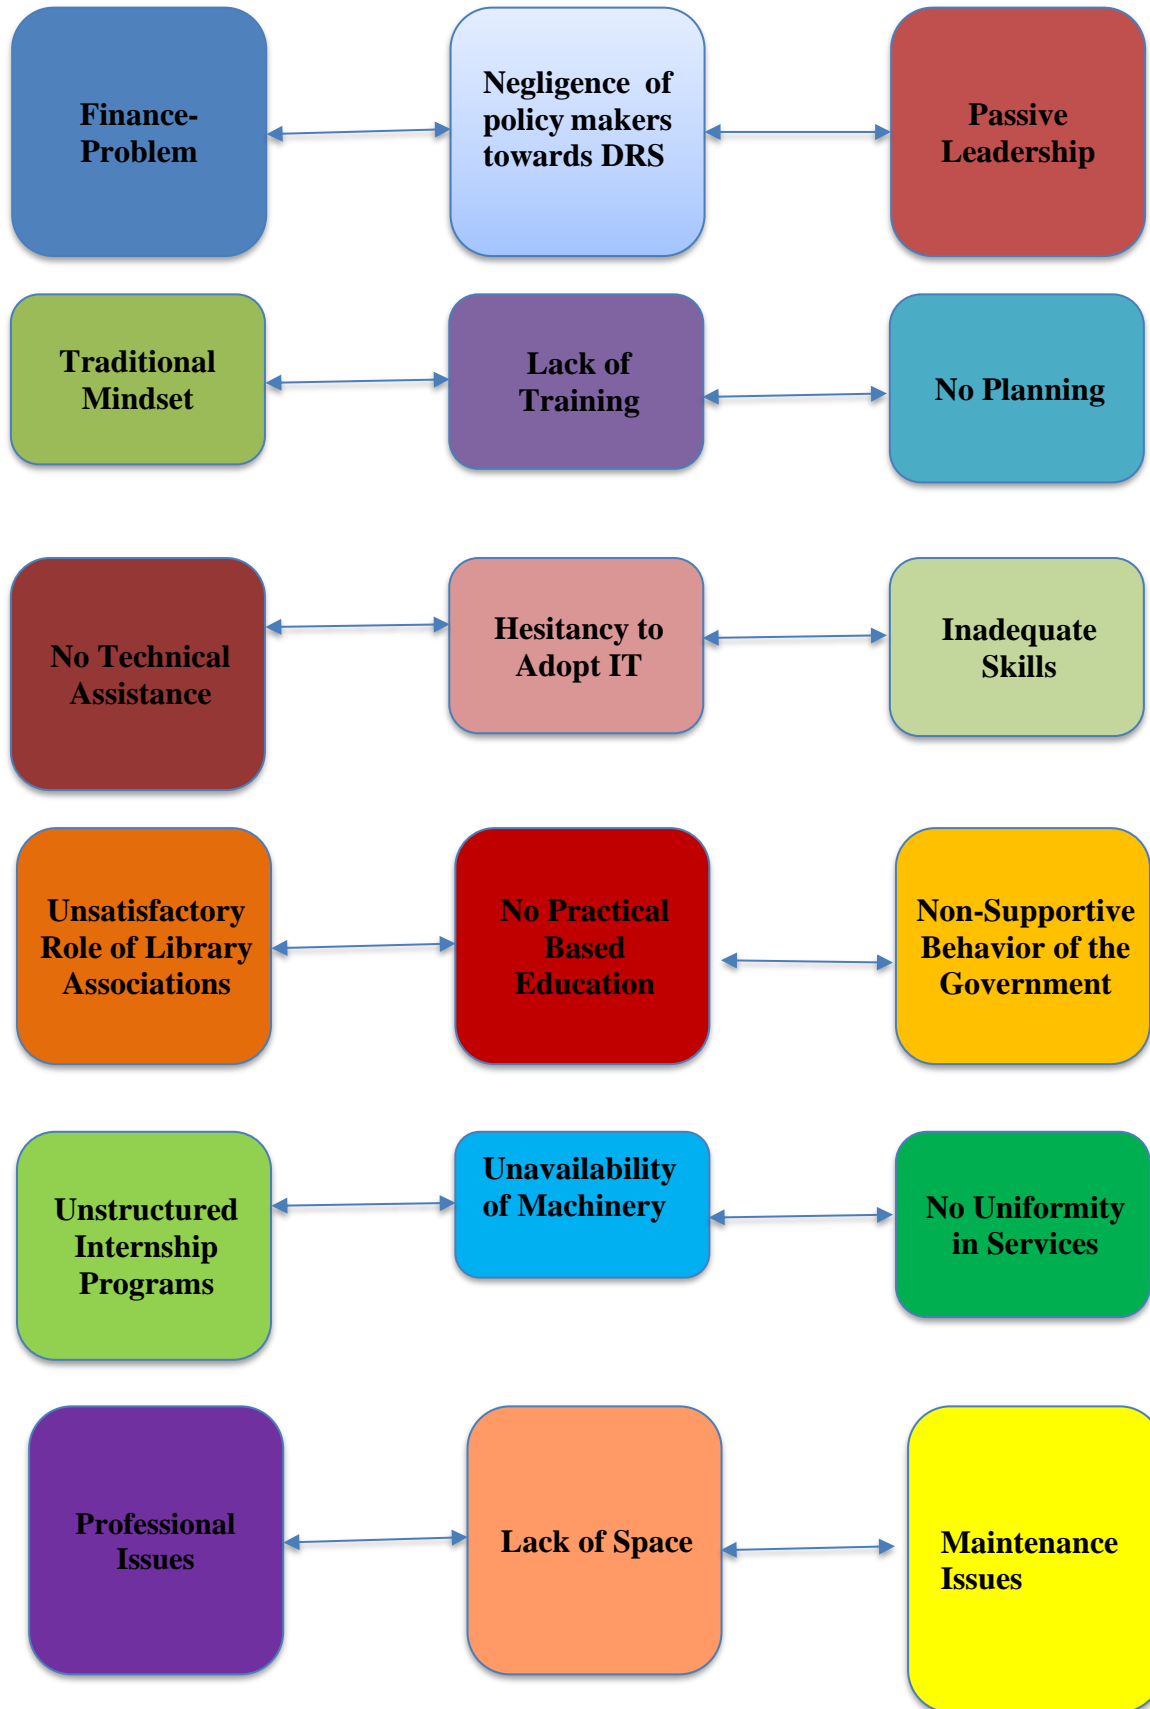 Finance-
Problem
Negligence of
policy makers
towards DRS
Passive
Leadership
Traditional
Mindset
Lack of
Training
No Planning
No Technical
Assistance
Hesitancy to
Adopt IT
Inadequate
Skills
Unsatisfactory
Role of Library
Associations
No Practical
Based
Education
Non-Supportive
Behavior of the
Government
Unstructured
Internship
Programs
Unavailability
of Machinery
No Uniformity
in Services
Professional
Issues
Lack of Space
Maintenance
Issues